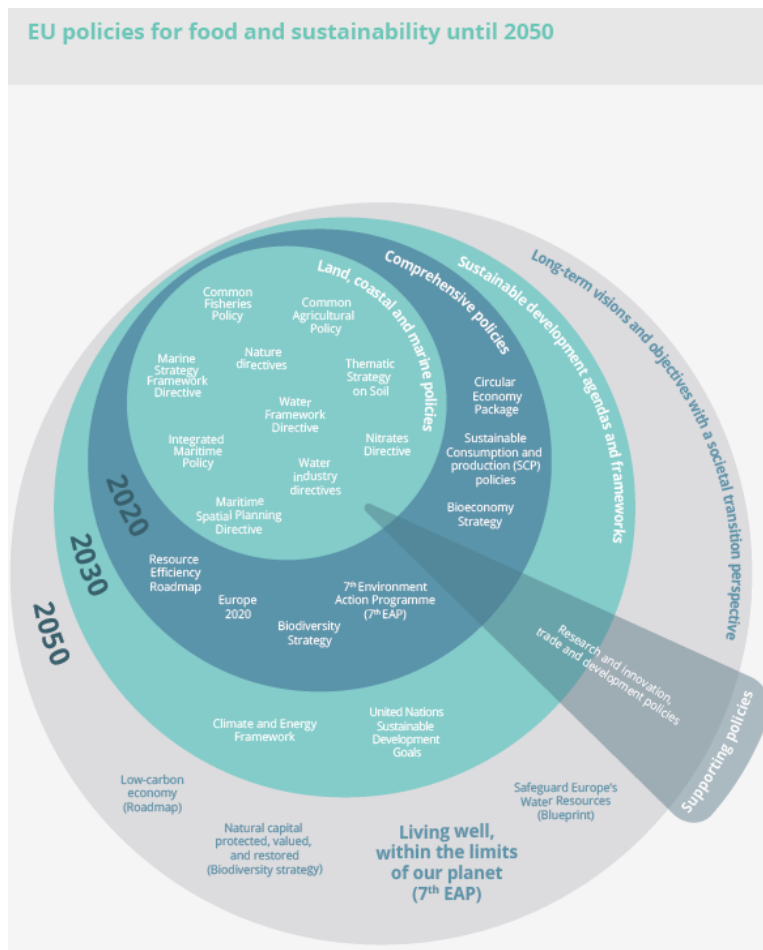 EU policies for food and sustainability until 2050
Long-term visions and objectives with a societal transition perspective
Sustainable development agendas and frameworks
Comprehensive policies
Land, coastal and marine policies
Common
Fisheries
Policy
Common
Agricultural
Policy
Marine
Strategy
Framework
Directive
Nature
directives
Thematic
Strategy
on Soil
Water
Framework
Directive
Integrated
Maritime
Policy
Nitrates
Directive
Water
industry
directives
Maritime
Spatial Planning
Directive
Circular
Economy
Package
Sustainable
Consumption and
production (SCP)
policies
Bioeconomy
Strategy
2020
Resource
Efficiency
Roadmap
Europe
2020
Biodiversity
Strategy
7th Environment
Action Programme
(7th EAP)
2030
Climate and Energy
Framework
United Nations
Sustainable
Development
Goals
2050
Low-carbon
economy
(Roadmap)
Natural capital
protected, valued,
and restored
(Biodiversity strategy)
Living well,
within the limits
of our planet
(7th EAP)
Safeguard Europe's
Water Resources
(Blueprint)
Research and innovation,
trade and development policies
Supporting policies